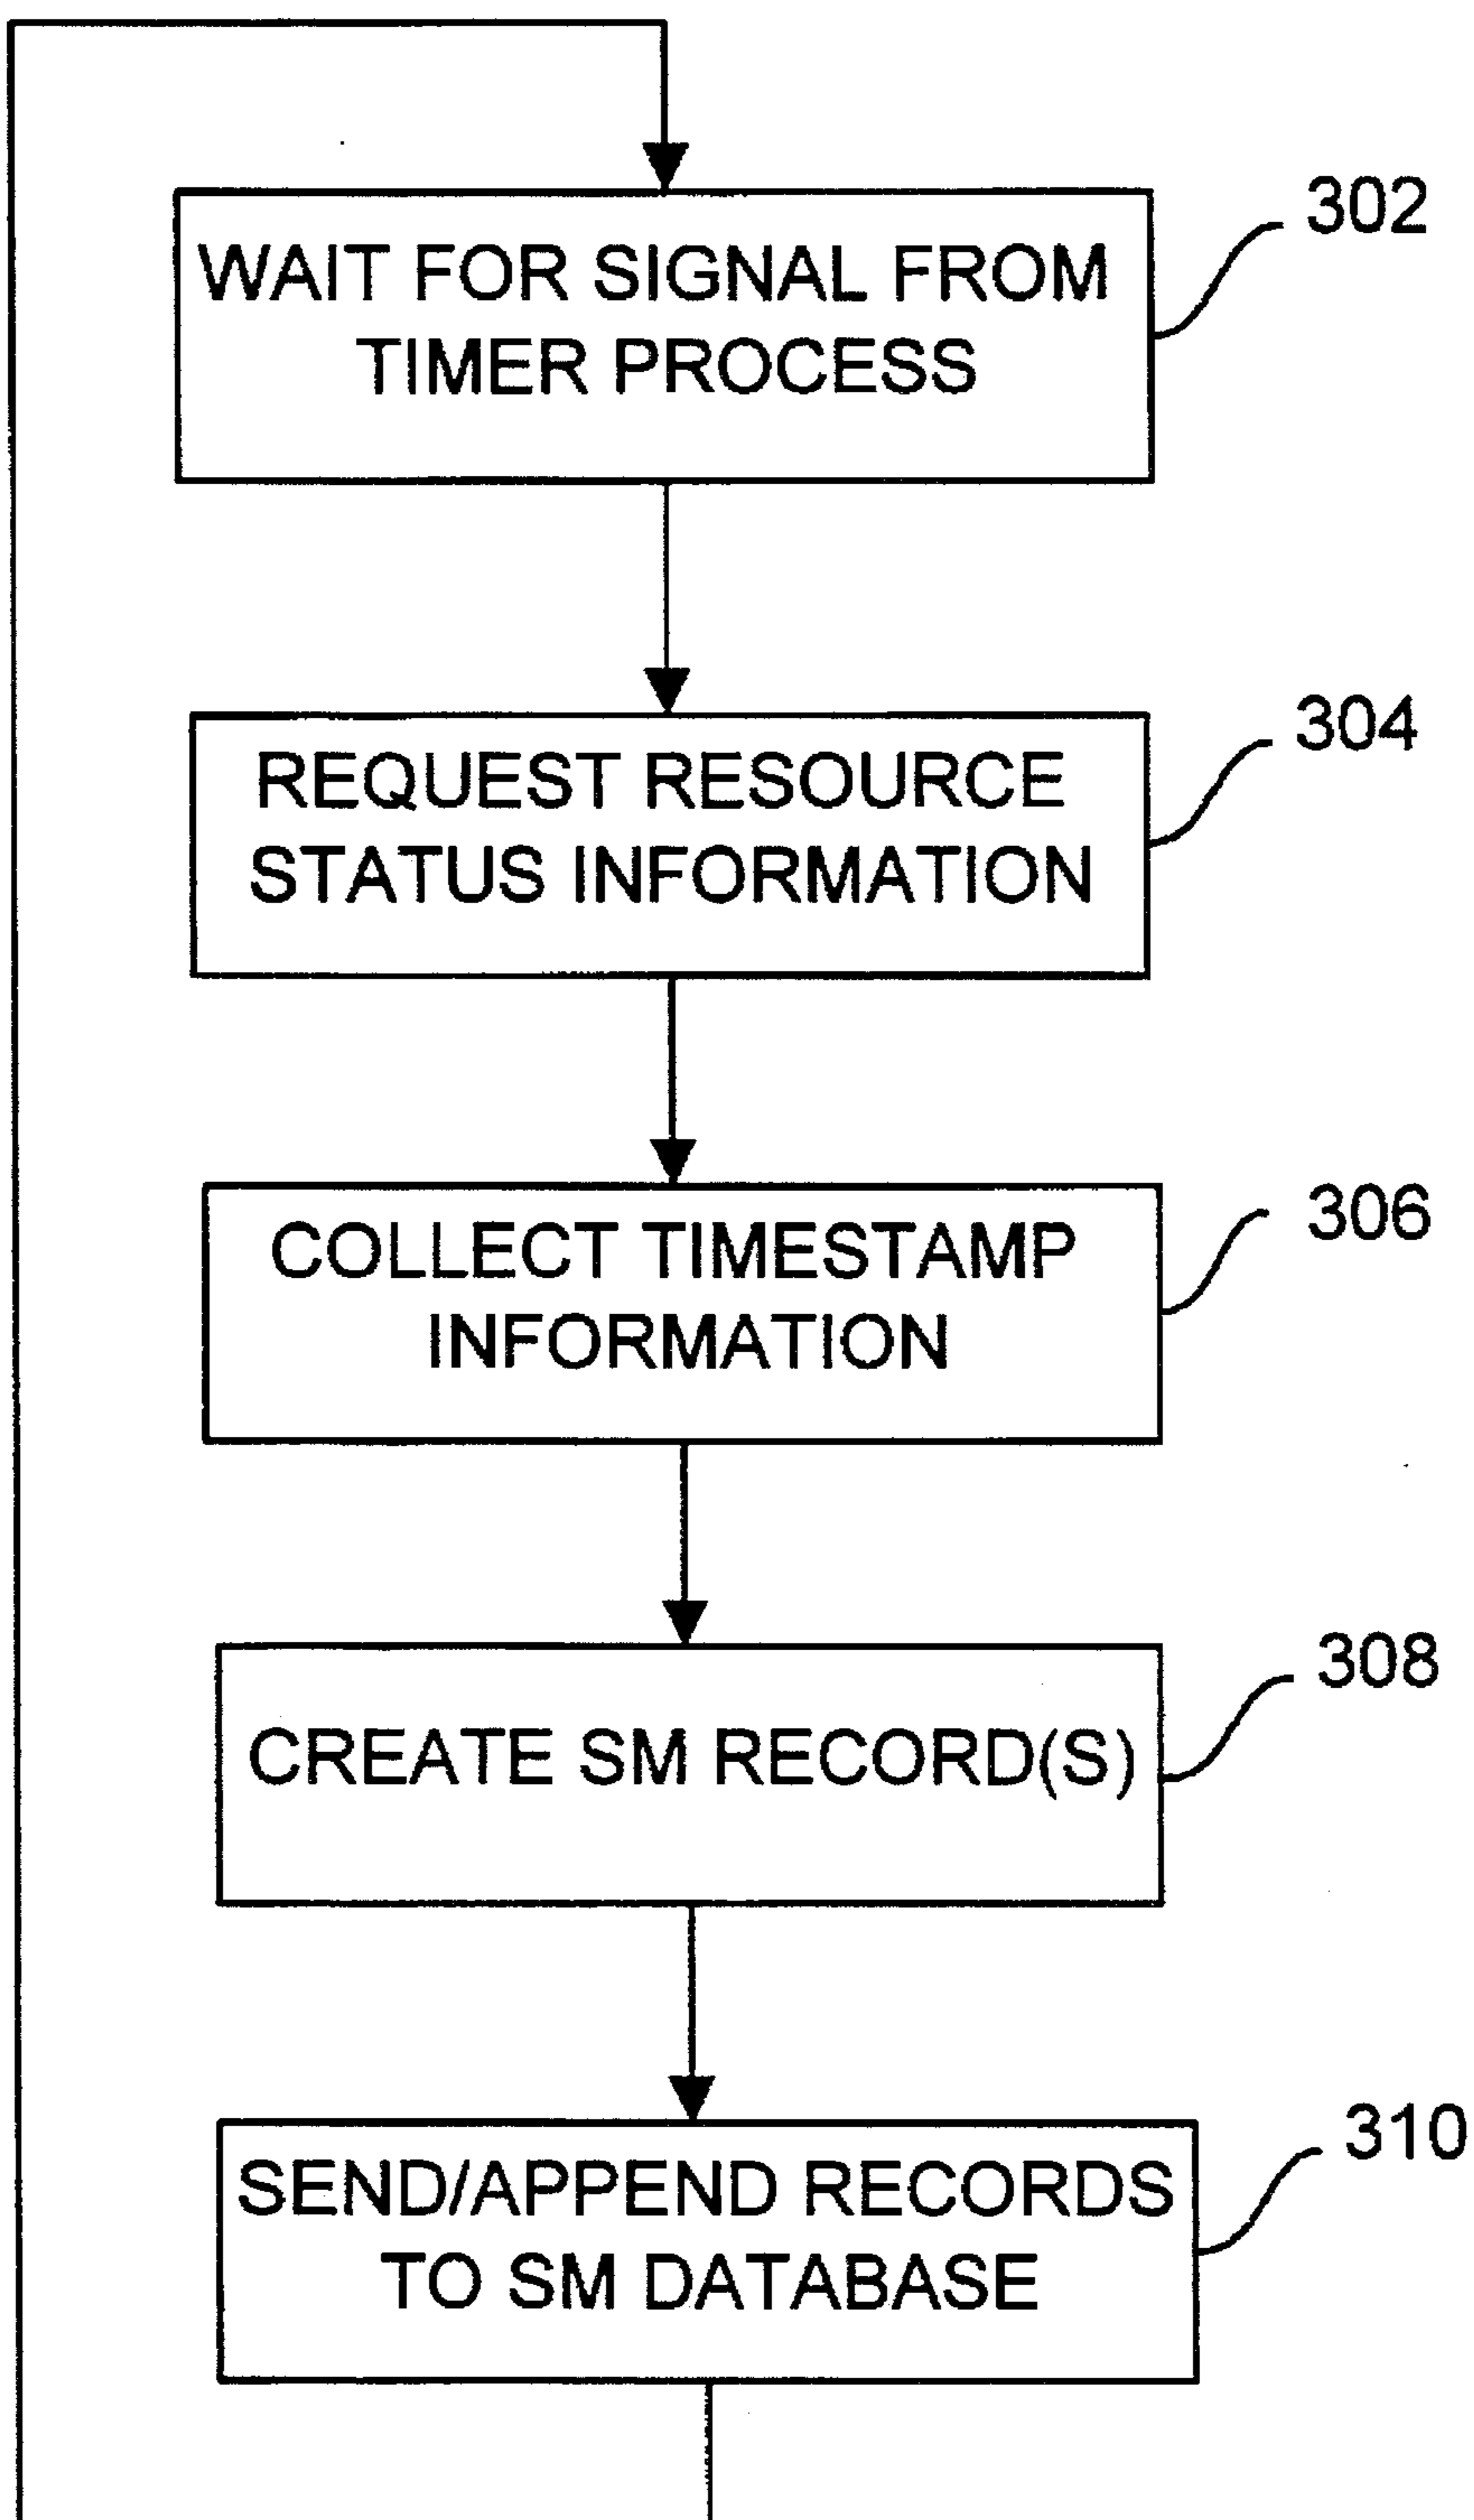 302
WAIT FOR SIGNAL FROM
TIMER PROCESS
304
REQUEST RESOURCE
STATUS INFORMATION
306
COLLECT TIMESTAMP
INFORMATION
308
CREATE SM RECORD(S)
310
SEND/APPEND RECORDS
TO SM DATABASE